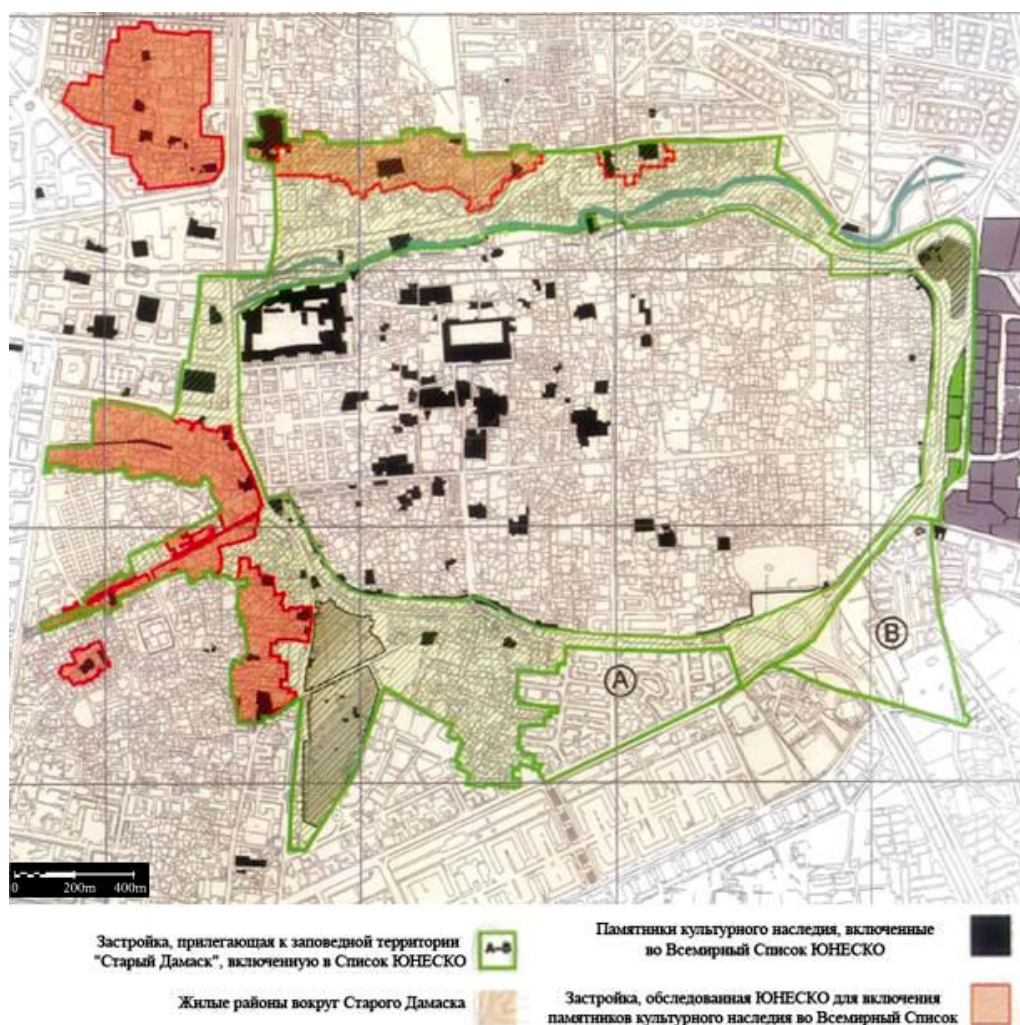 A
B
0 200m 400m
Застройка, прилегающая к заповедной территории
"Старый Дамаск", включенную в Список ЮНЕСКО
A-B
Памятники культурного наследия, включенные
во Всемирный Список ЮНЕСКО
Жилые районы вокруг Старого Дамаска
Застройка, обследованная ЮНЕСКО для включения
памятников культурного наследия во Всемирный Список